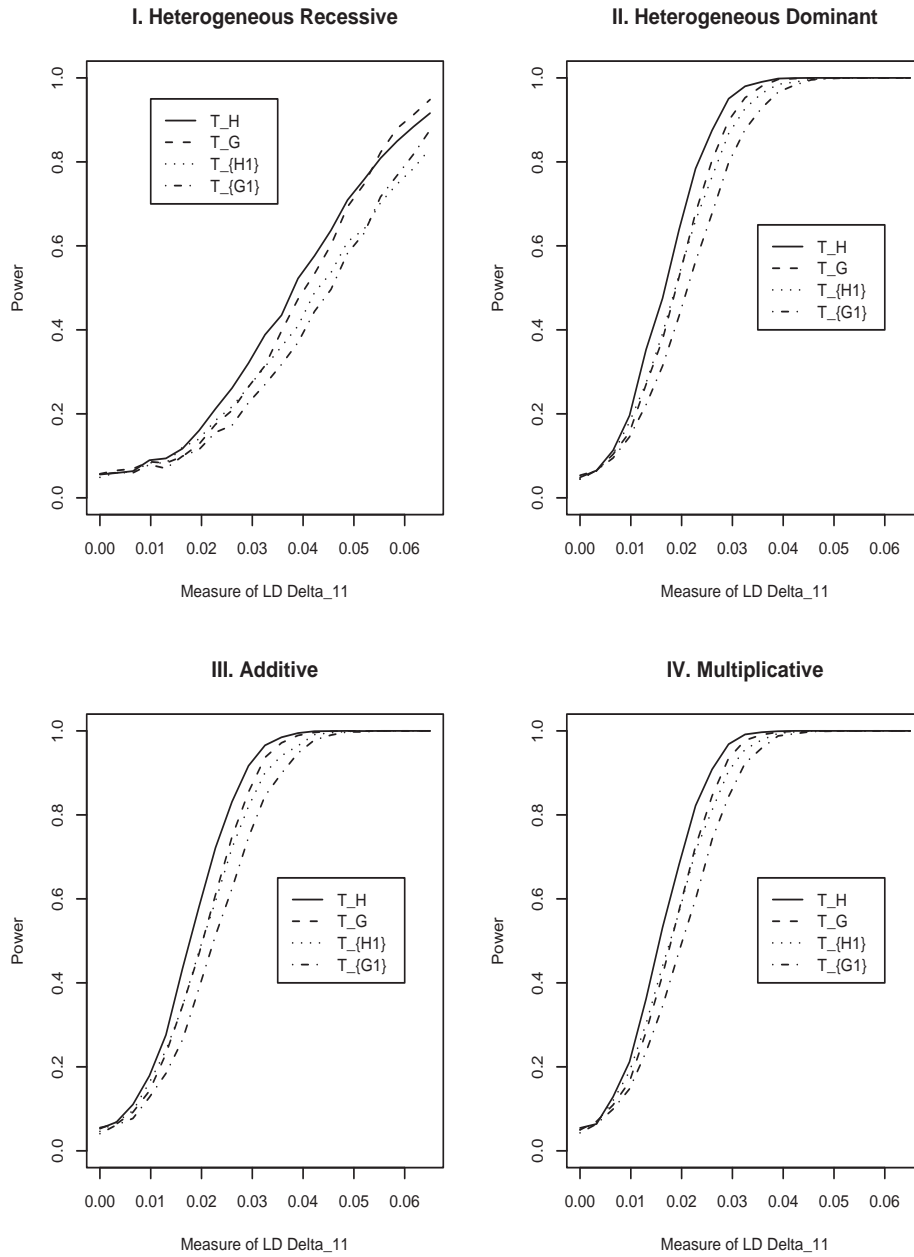 I. Heterogeneous Recessive
Power
0.0 0.2 0.4 0.6 0.8 1.0
T_H
T_G
T_{H1}
T_{G1}
0.00 0.01 0.02 0.03 0.04 0.05 0.06
Measure of LD Delta_11
II. Heterogeneous Dominant
Power
0.0 0.2 0.4 0.6 0.8 1.0
T_H
T_G
T_{H1}
T_{G1}
0.00 0.01 0.02 0.03 0.04 0.05 0.06
Measure of LD Delta_11
III. Additive
Power
0.0 0.2 0.4 0.6 0.8 1.0
T_H
T_G
T_{H1}
T_{G1}
0.00 0.01 0.02 0.03 0.04 0.05 0.06
Measure of LD Delta_11
IV. Multiplicative
Power
0.0 0.2 0.4 0.6 0.8 1.0
T_H
T_G
T_{H1}
T_{G1}
0.00 0.01 0.02 0.03 0.04 0.05 0.06
Measure of LD Delta_11